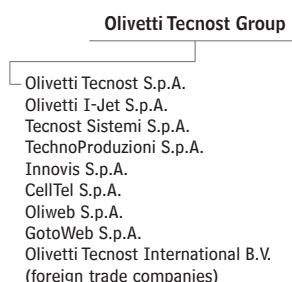 Olivetti Tecnost Group
Olivetti Tecnost S.p.A.
Olivetti I-Jet S.p.A.
Tecnost Sistemi S.p.A.
TechnoProduzioni S.p.A.
Innovis S.p.A.
CellTel S.p.A.
Oliweb S.p.A.
GotoWeb S.p.A.
Olivetti Tecnost International B.V.
(foreign trade companies)